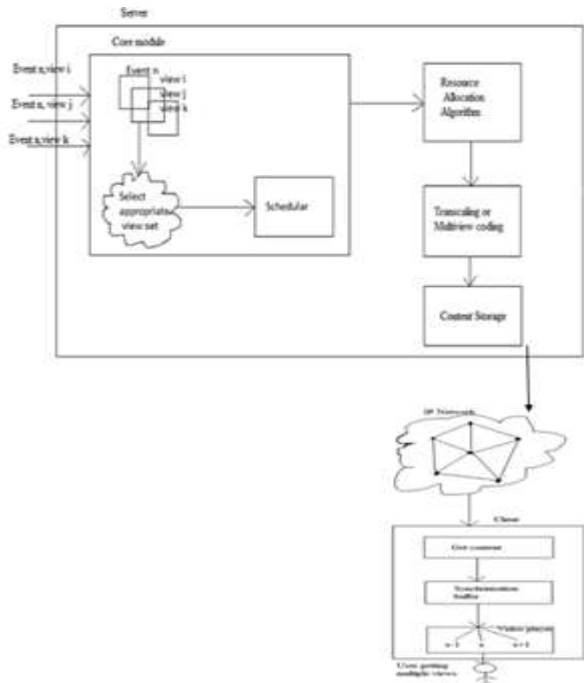 Server
Core module
Event n,view i
Event n, view j
Event n,view k
Event n
view i
view j
view k
Select
appropriate
view set
Schedular
Resource
Allocation
Algorithm
Transcaling or
Multiview coding
Content Storage
IP Network
Client
Get content
Synchronization
buffer
Video player
n-1 n n+1
User getting
multiple views